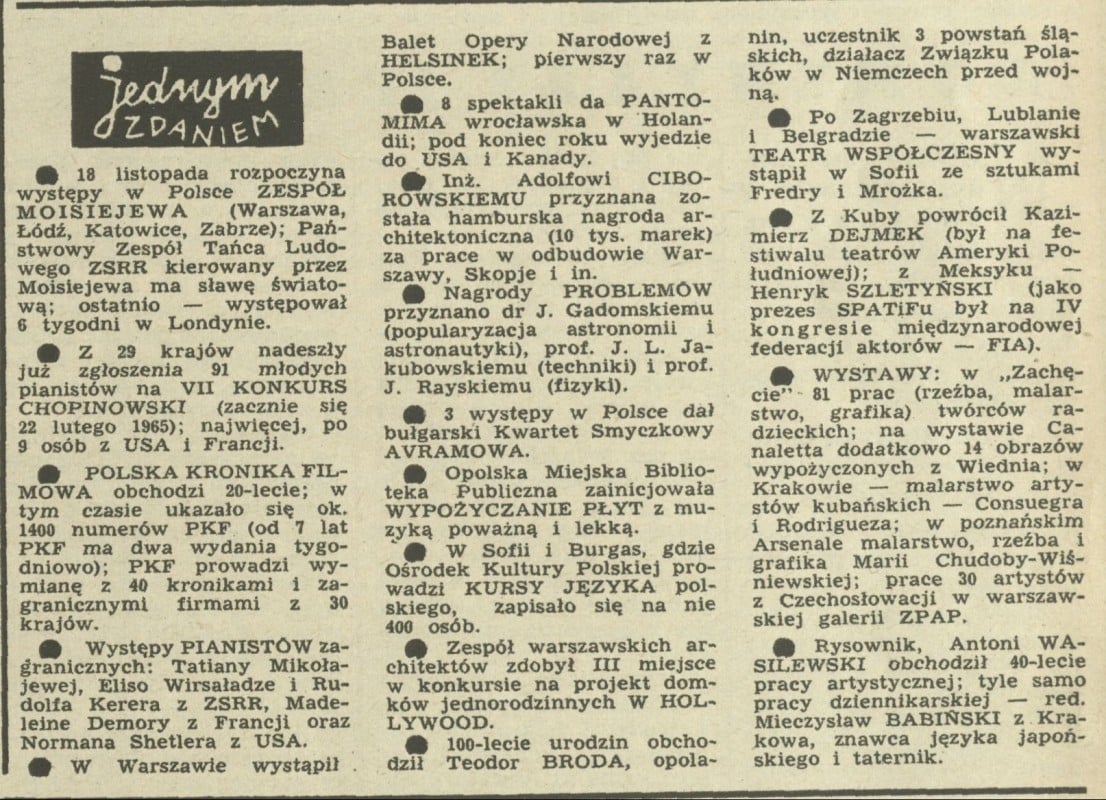 jednym
ZDANIEM
● 18 listopada rozpoczyna
występy w Polsce ZESPÓŁ
MOISIEJEWA (Warszawa,
Łódź, Katowice, Zabrze); Pań-
stwowy Zespół Tańca Ludo-
wego ZSRR kierowany przez
Moisiejewa ma sławę świato-
wą; ostatnio — występował
6 tygodni w Londynie.
● Z 29 krajów nadeszły
już zgłoszenia 91 młodych
pianistów na VII KONKURS
CHOPINOWSKI (zacznie się
22 lutego 1965); najwięcej, po
9 osób z USA i Francji.
● POLSKA KRONIKA FIL-
MOWA obchodzi 20-lecie; w
tym czasie ukazało się ok.
1400 numerów PKF (od 7 lat
PKF ma dwa wydania tygo-
dniowo); PKF prowadzi wy-
mianę z 40 kronikami i za-
granicznymi firmami z 30
krajów.
● Występy PIANISTÓW za-
granicznych: Tatiany Mikoła-
jewej, Eliso Wirsaładze i Ru-
dolfa Kerera z ZSRR, Made-
leine Demory z Francji oraz
Normana Shetlera z USA.
● W Warszawie wystąpił
Balet Opery Narodowej z
HELSINEK; pierwszy raz w
Polsce.
● 8 spektakli da PANTO-
MIMA wrocławska w Holan-
dii; pod koniec roku wyjedzie
do USA i Kanady.
● Inż. Adolfowi CIBO-
ROWSKIEMU przyznana zo-
stała hamburska nagroda ar-
chitektoniczna (10 tys. marek)
za prace w odbudowie War-
szawy, Skopje i in.
● Nagrody PROBLEMÓW
przyznano dr J. Gadomskiemu
(popularyzacja astronomii i
astronautyki), prof. J. L. Ja-
kubowskiemu (techniki) i prof.
J. Rayskiemu (fizyki).
● 3 występy w Polsce dał
bułgarski Kwartet Smyczkowy
AVRAMOWA.
● Opolska Miejska Biblio-
teka Publiczna zainicjowała
WYPOŻYCZANIE PŁYT z mu-
zyką poważną i lekką.
● W Sofii i Burgas, gdzie
Ośrodek Kultury Polskiej pro-
wadzi KURSY JĘZYKA pol-
skiego, zapisało się na nie
400 osób.
● Zespół warszawskich ar-
chitektów zdobył III miejsce
w konkursie na projekt dom-
ków jednorodzinnych W HOL-
LYWOOD.
● 100-lecie urodzin obcho-
dził Teodor BRODA, opola-
nin, uczestnik 3 powstań ślą-
skich, działacz Związku Pola-
ków w Niemczech przed woj-
ną.
● Po Zagrzebiu, Lublanie
i Belgradzie — warszawski
TEATR WSPÓŁCZESNY wy-
stąpił w Sofii ze sztukami
Fredry i Mrożka.
● Z Kuby powrócił Kazi-
mierz DEJMEK (był na fe-
stiwalu teatrów Ameryki Po-
łudniowej); z Meksyku —
Henryk SZLETYŃSKI (jako
prezes SPATiFu był na IV
kongresie międzynarodowej
federacji aktorów — FIA).
● WYSTAWY: w „Zachę-
cie” 81 prac (rzeźba, malar-
stwo, grafika) twórców ra-
dzieckich; na wystawie Ca-
naletta dodatkowo 14 obrazów
wypożyczonych z Wiednia; w
Krakowie — malarstwo arty-
stów kubańskich — Consuegra
i Rodrigueza; w poznańskim
Arsenale malarstwo, rzeźba i
grafika Marii Chudoby-Wiś-
niewskiej; prace 30 artystów
z Czechosłowacji w warszaw-
skiej galerii ZPAP.
● Rysownik, Antoni WA-
SILEWSKI obchodził 40-lecie
pracy artystycznej; tyle samo
pracy dziennikarskiej — red.
Mieczysław BABIŃSKI z Kra-
kowa, znawca języka japoń-
skiego i taternik.